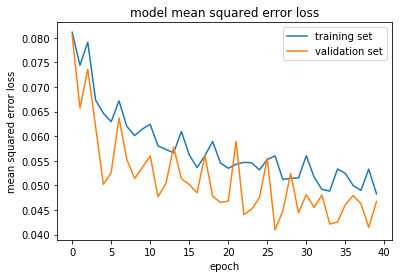 model mean squared error loss
training set
validation set
mean squared error loss
0.080
0.075
0.070
0.065
0.060
0.055
0.050
0.045
0.040
0 5 10 15 20 25 30 35 40
epoch